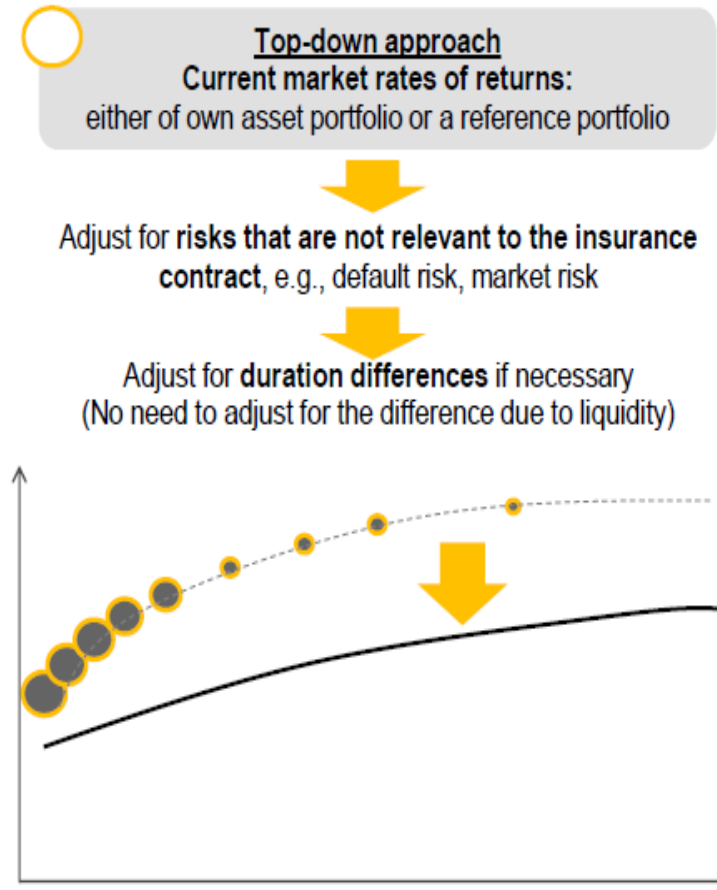 Top-down approach
Current market rates of returns:
either of own asset portfolio or a reference portfolio
Adjust for risks that are not relevant to the insurance
contract, e.g., default risk, market risk
Adjust for duration differences if necessary
(No need to adjust for the difference due to liquidity)